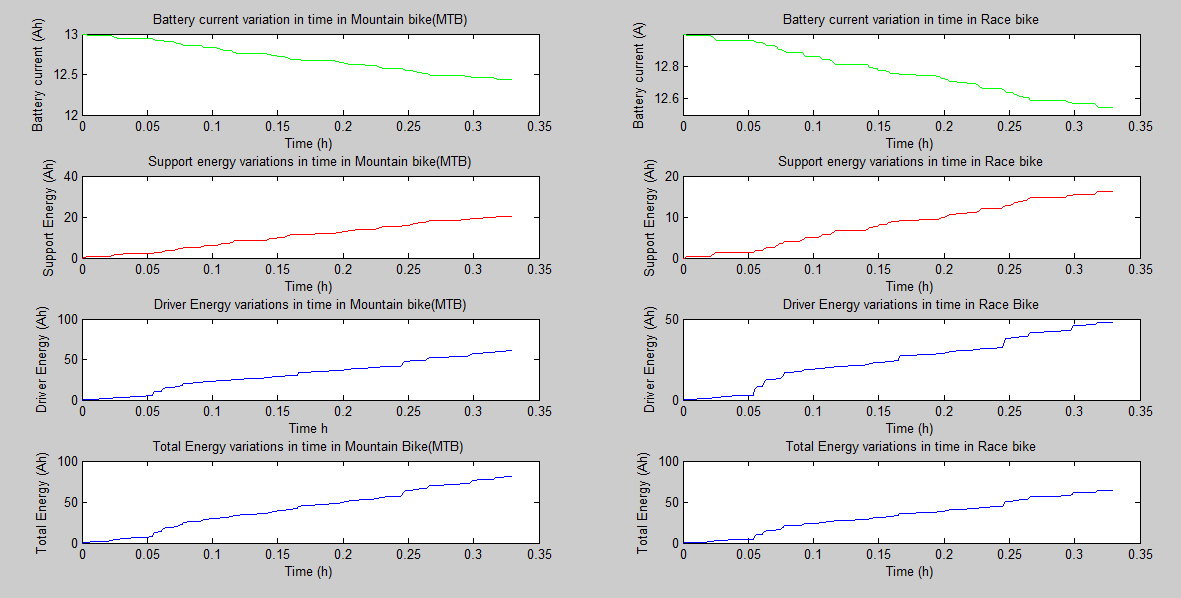 Battery current variation in time in Mountain bike(MTB)
Battery current (Ah)
13
12.5
12
0 0.05 0.1 0.15 0.2 0.25 0.3 0.35
Time (h)
Support energy variations in time in Mountain bike(MTB)
Support Energy (Ah)
40
20
0
0 0.05 0.1 0.15 0.2 0.25 0.3 0.35
Time (h)
Driver Energy variations in time in Mountain bike(MTB)
Driver Energy (Ah)
100
50
0
0 0.05 0.1 0.15 0.2 0.25 0.3 0.35
Time h
Total Energy variations in time in Mountain Bike(MTB)
Total Energy (Ah)
100
50
0
0 0.05 0.1 0.15 0.2 0.25 0.3 0.35
Time (h)
Battery current variation in time in Race bike
Battery current (A)
12.8
12.6
0 0.05 0.1 0.15 0.2 0.25 0.3 0.35
Time (h)
Support energy variations in time in Race bike
Support Energy (Ah)
20
10
0
0 0.05 0.1 0.15 0.2 0.25 0.3 0.35
Time (h)
Driver Energy variations in time in Race Bike
Driver Energy (Ah)
50
0
0 0.05 0.1 0.15 0.2 0.25 0.3 0.35
Time (h)
Total Energy variations in time in Race bike
Total Energy (Ah)
100
50
0
0 0.05 0.1 0.15 0.2 0.25 0.3 0.35
Time (h)